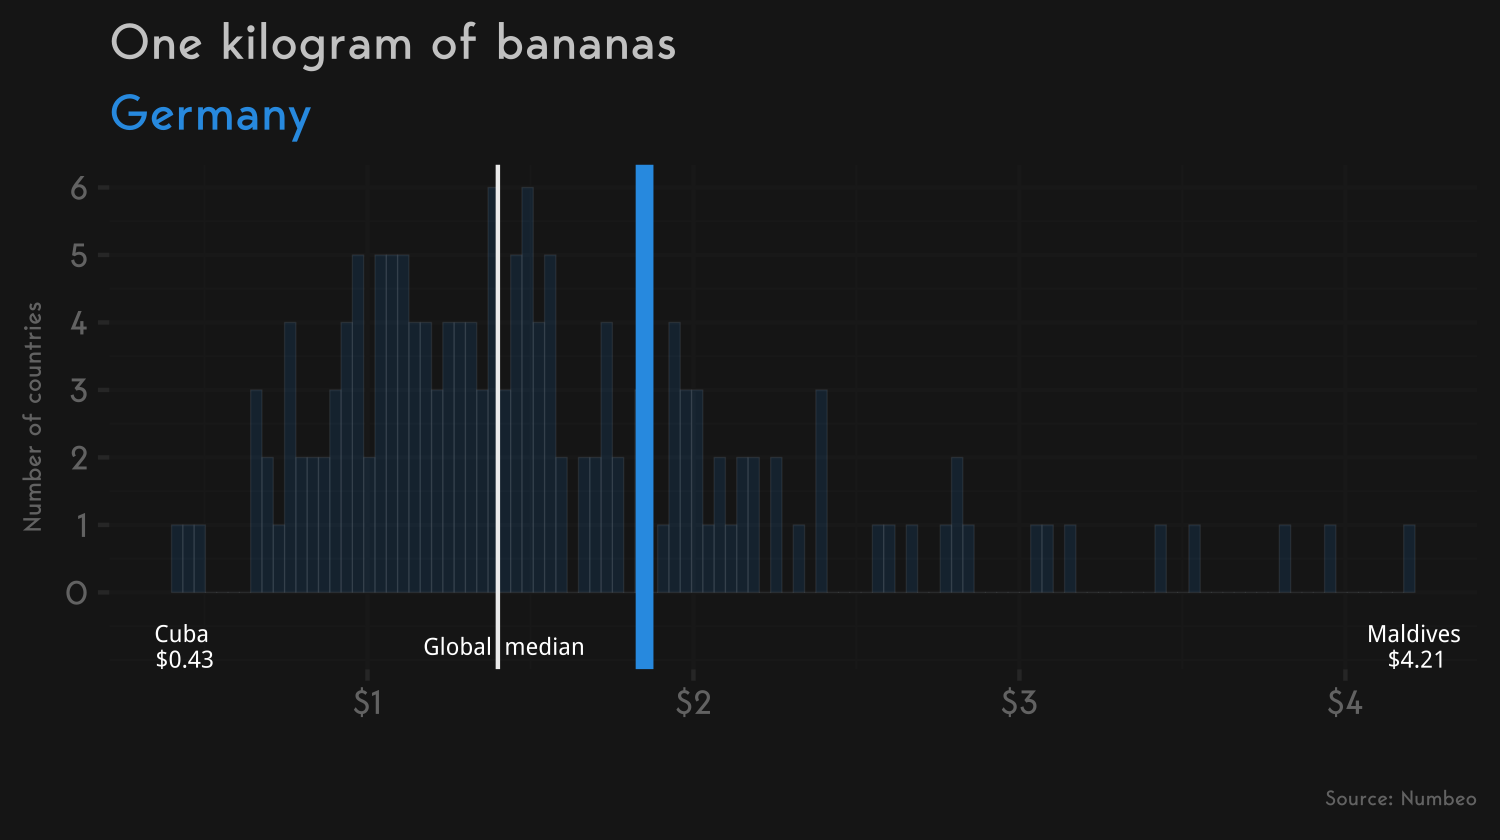 One kilogram of bananas
Germany
Number of countries
6
5
4
3
2
1
0
Cuba
$0.43
Global median
Maldives
$4.21
$1
$2
$3
$4
Source: Numbeo